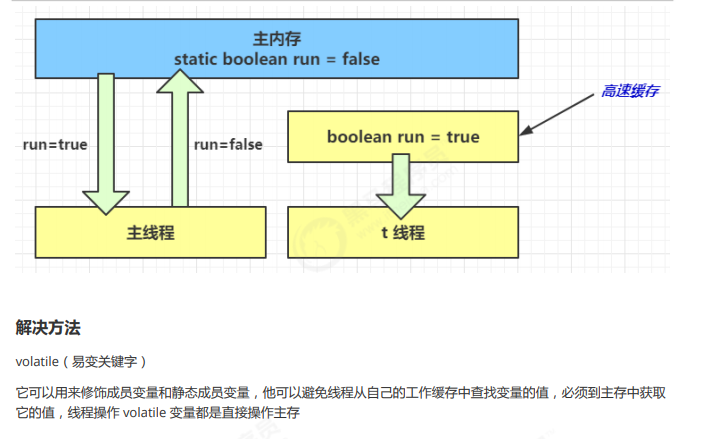 主内存
static boolean run = false
高速缓存
run=true
run=false
boolean run = true
主线程
t 线程
解决方法
volatile（易变关键字）
它可以用来修饰成员变量和静态成员变量，他可以避免线程从自己的工作缓存中查找变量的值，必须到主存中获取
它的值，线程操作 volatile 变量都是直接操作主存